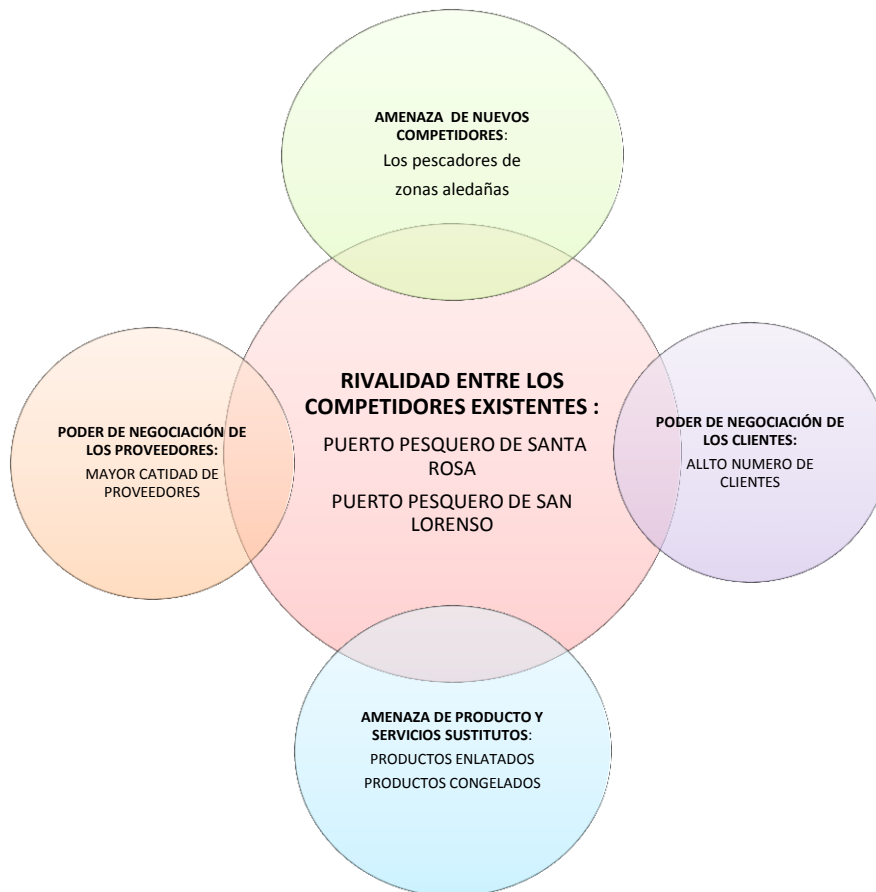 AMENAZA DE NUEVOS
COMPETIDORES:
Los pescadores de
zonas aledañas
RIVALIDAD ENTRE LOS
COMPETIDORES EXISTENTES :
PUERTO PESQUERO DE SANTA
ROSA
PUERTO PESQUERO DE SAN
LORENSO
PODER DE NEGOCIACIÓN DE
LOS PROVEEDORES:
MAYOR CATIDAD DE
PROVEEDORES
PODER DE NEGOCIACIÓN DE
LOS CLIENTES:
ALLTO NUMERO DE
CLIENTES
AMENAZA DE PRODUCTO Y
SERVICIOS SUSTITUTOS:
PRODUCTOS ENLATADOS
PRODUCTOS CONGELADOS